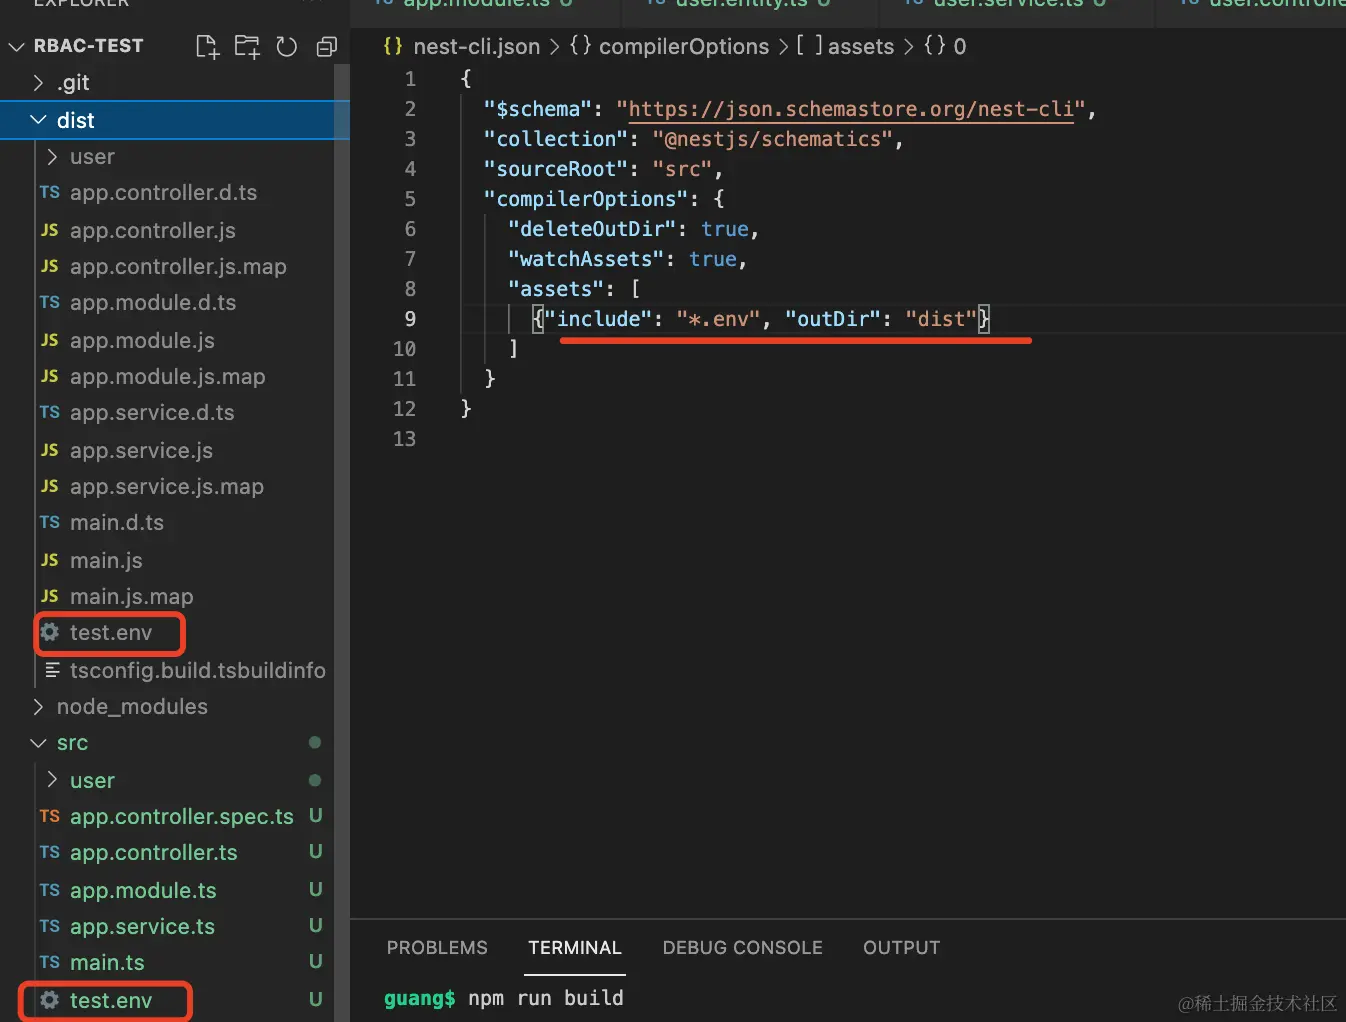 EXPLORER
app.module.ts U
user.entity.ts U
user.service.ts U
RBAC-TEST
.git
dist
user
TS app.controller.d.ts
JS app.controller.js
JS app.controller.js.map
TS app.module.d.ts
JS app.module.js
JS app.module.js.map
TS app.service.d.ts
JS app.service.js
JS app.service.js.map
TS main.d.ts
JS main.js
JS main.js.map
test.env
tsconfig.build.tsbuildinfo
node_modules
src
user
TS app.controller.spec.ts U
TS app.controller.ts U
TS app.module.ts U
TS app.service.ts U
TS main.ts U
test.env U
{} nest-cli.json > {} compilerOptions > [ ] assets > {} 0
1 {
2 "$schema": "https://json.schemastore.org/nest-cli",
3 "collection": "@nestjs/schematics",
4 "sourceRoot": "src",
5 "compilerOptions": {
6 "deleteOutDir": true,
7 "watchAssets": true,
8 "assets": [
9 {"include": "*.env", "outDir": "dist"}
10 ]
11 }
12 }
13
PROBLEMS TERMINAL DEBUG CONSOLE OUTPUT
guang$ npm run build
@稀土掘金技术社区